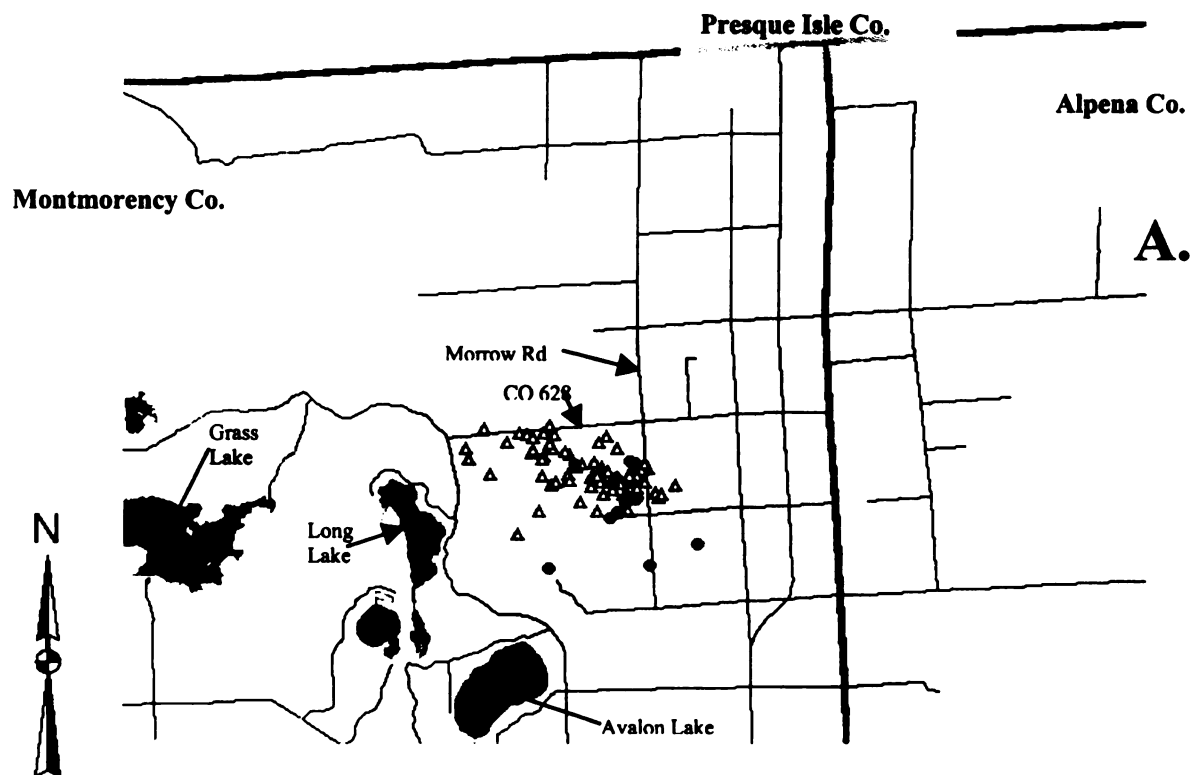 Presque Isle Co.
Alpena Co.
Montmorency Co.
A.
Morrow Rd
CO 628
Grass
Lake
N
Long
Lake
Avalon Lake